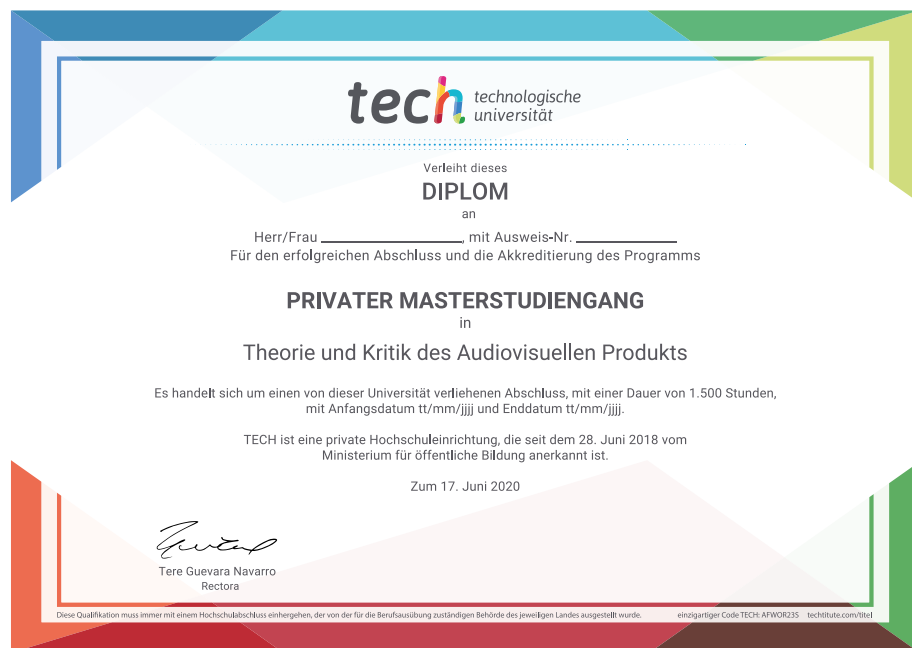 tech technologische
universität
Verleiht dieses
DIPLOM
an
Herr/Frau ____________, mit Ausweis-Nr. ____________
Für den erfolgreichen Abschluss und die Akkreditierung des Programms
PRIVATER MASTERSTUDIENGANG
in
Theorie und Kritik des Audiovisuellen Produkts
Es handelt sich um einen von dieser Universität verliehenen Abschluss, mit einer Dauer von 1.500 Stunden,
mit Anfangsdatum tt/mm/jjjj und Enddatum tt/mm/jjjj.
TECH ist eine private Hochschuleinrichtung, die seit dem 28. Juni 2018 vom
Ministerium für öffentliche Bildung anerkannt ist.
Zum 17. Juni 2020
Tere Guevara Navarro
Rectora
Diese Qualifikation muss immer mit einem Hochschulabschluss einhergehen, der von der für die Berufsausübung zuständigen Behörde des jeweiligen Landes ausgestellt wurde. einzigartiger Code TECH: AFWOR23S techtitute.com/titel